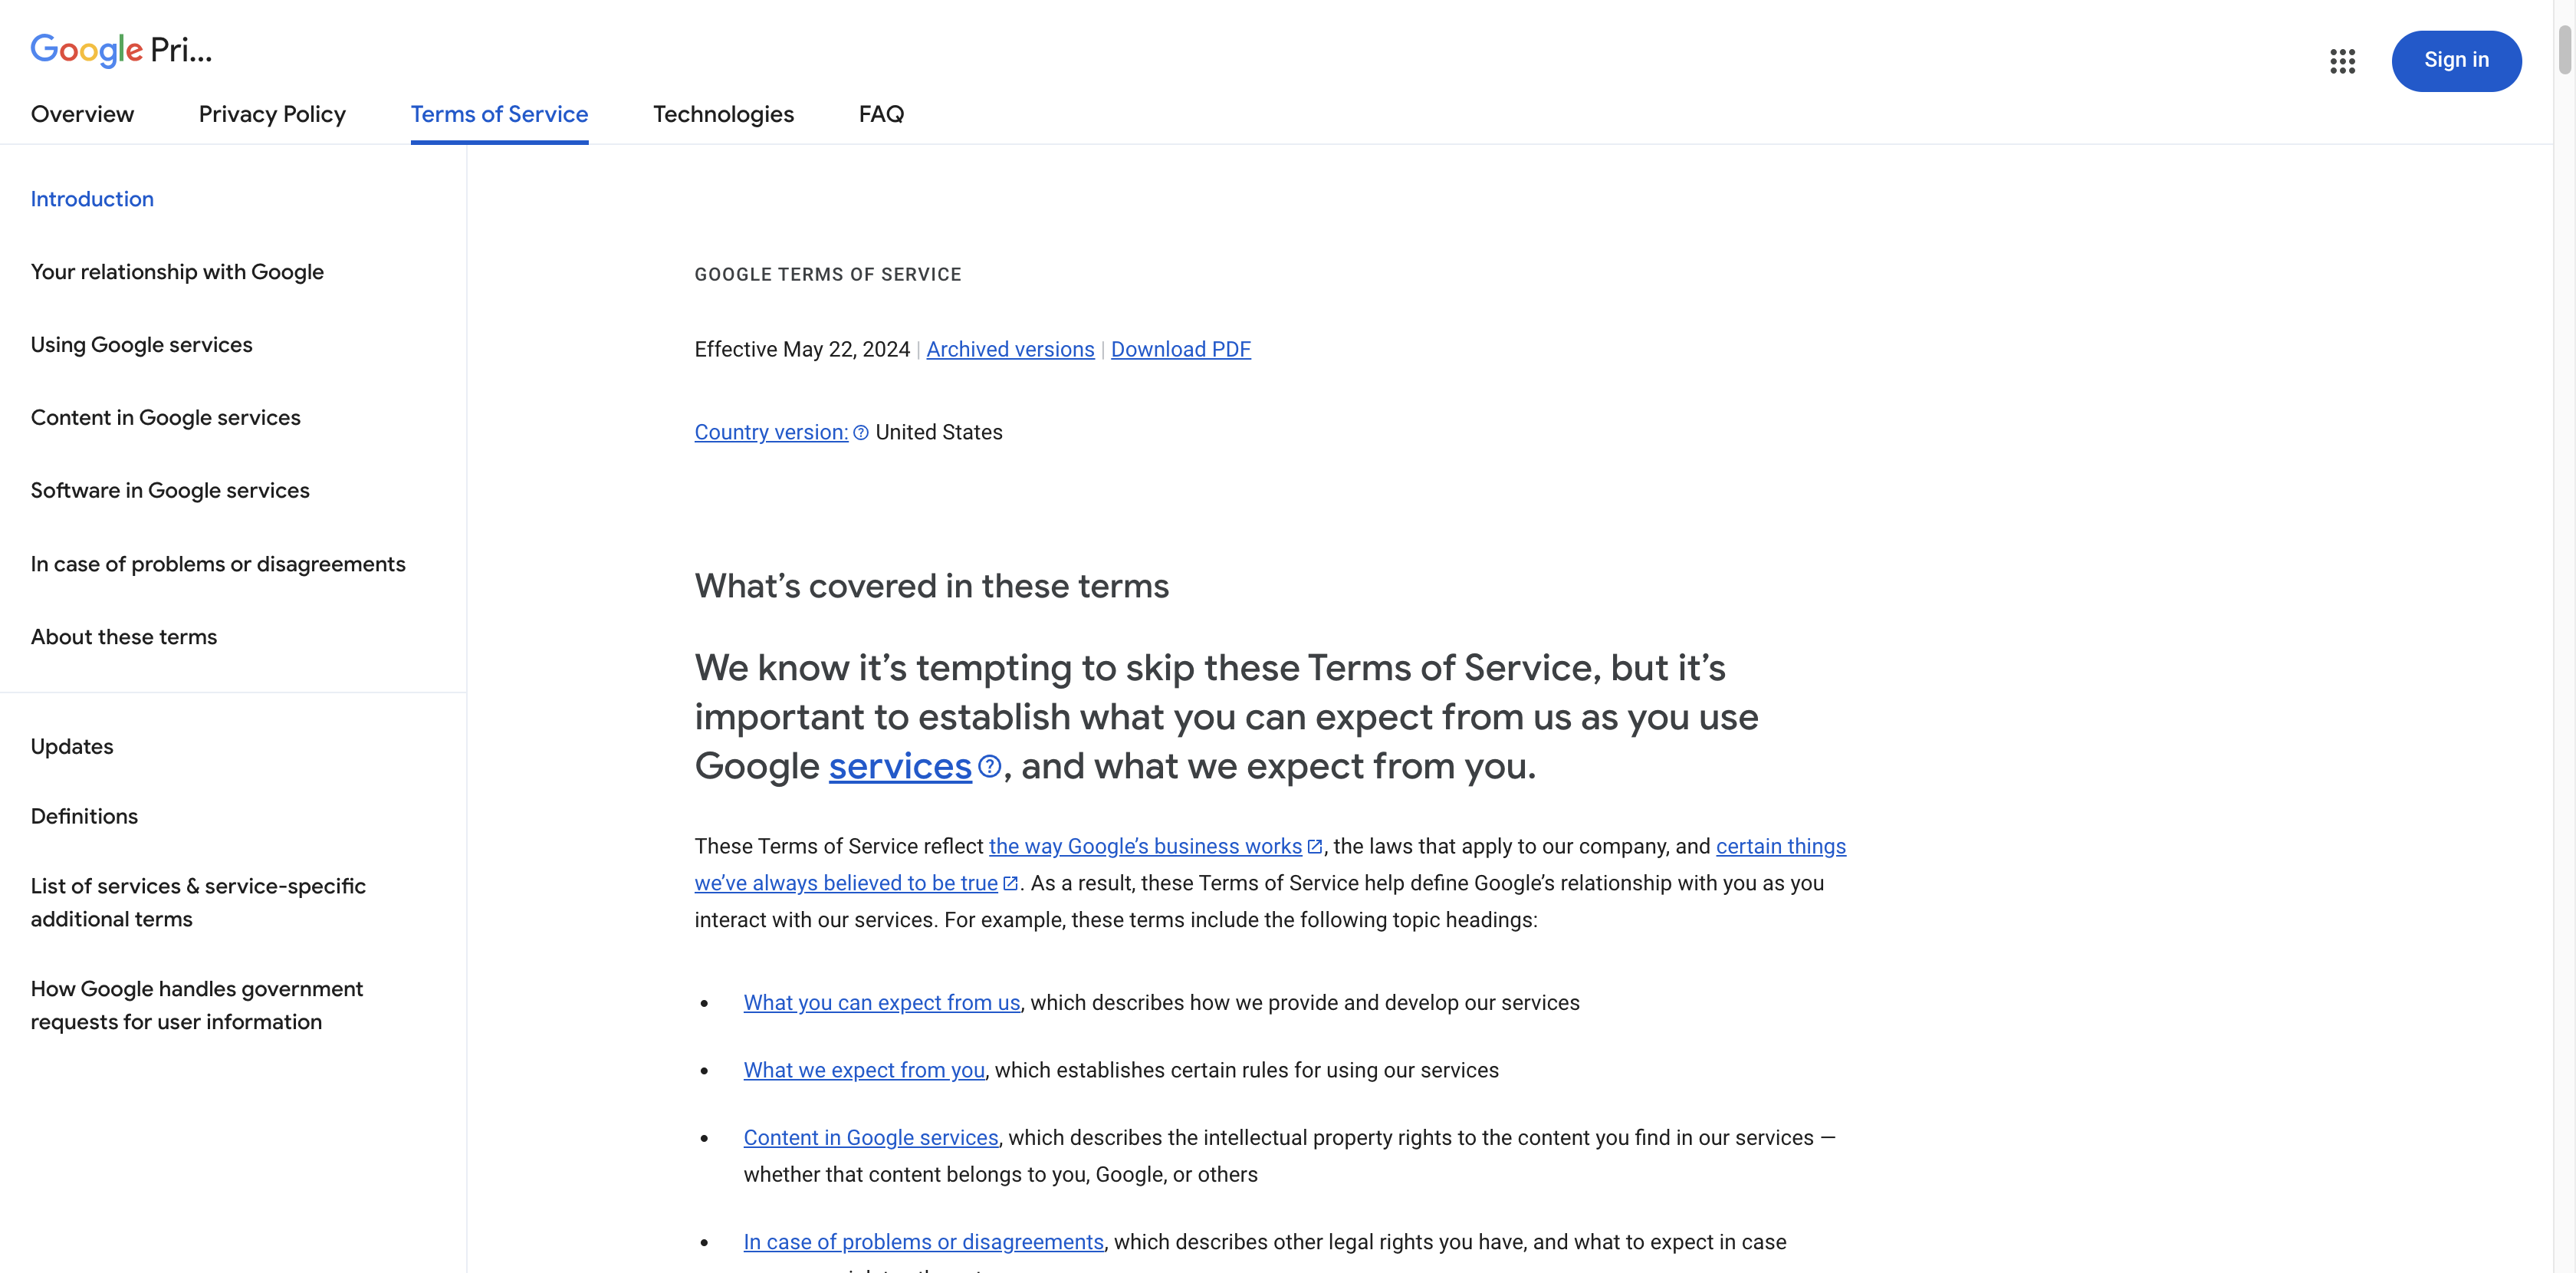 Google Pri...
Sign in
Overview
Privacy Policy
Terms of Service
Technologies
FAQ
Introduction
Your relationship with Google
Using Google services
Content in Google services
Software in Google services
In case of problems or disagreements
About these terms
Updates
Definitions
List of services & service-specific
additional terms
How Google handles government
requests for user information
GOOGLE TERMS OF SERVICE
Effective May 22, 2024 | Archived versions | Download PDF
Country version: United States
What’s covered in these terms
We know it’s tempting to skip these Terms of Service, but it’s
important to establish what you can expect from us as you use
Google services, and what we expect from you.
These Terms of Service reflect the way Google’s business works, the laws that apply to our company, and certain things
we’ve always believed to be true. As a result, these Terms of Service help define Google’s relationship with you as you
interact with our services. For example, these terms include the following topic headings:
• What you can expect from us, which describes how we provide and develop our services
• What we expect from you, which establishes certain rules for using our services
• Content in Google services, which describes the intellectual property rights to the content you find in our services —
whether that content belongs to you, Google, or others
• In case of problems or disagreements, which describes other legal rights you have, and what to expect in case